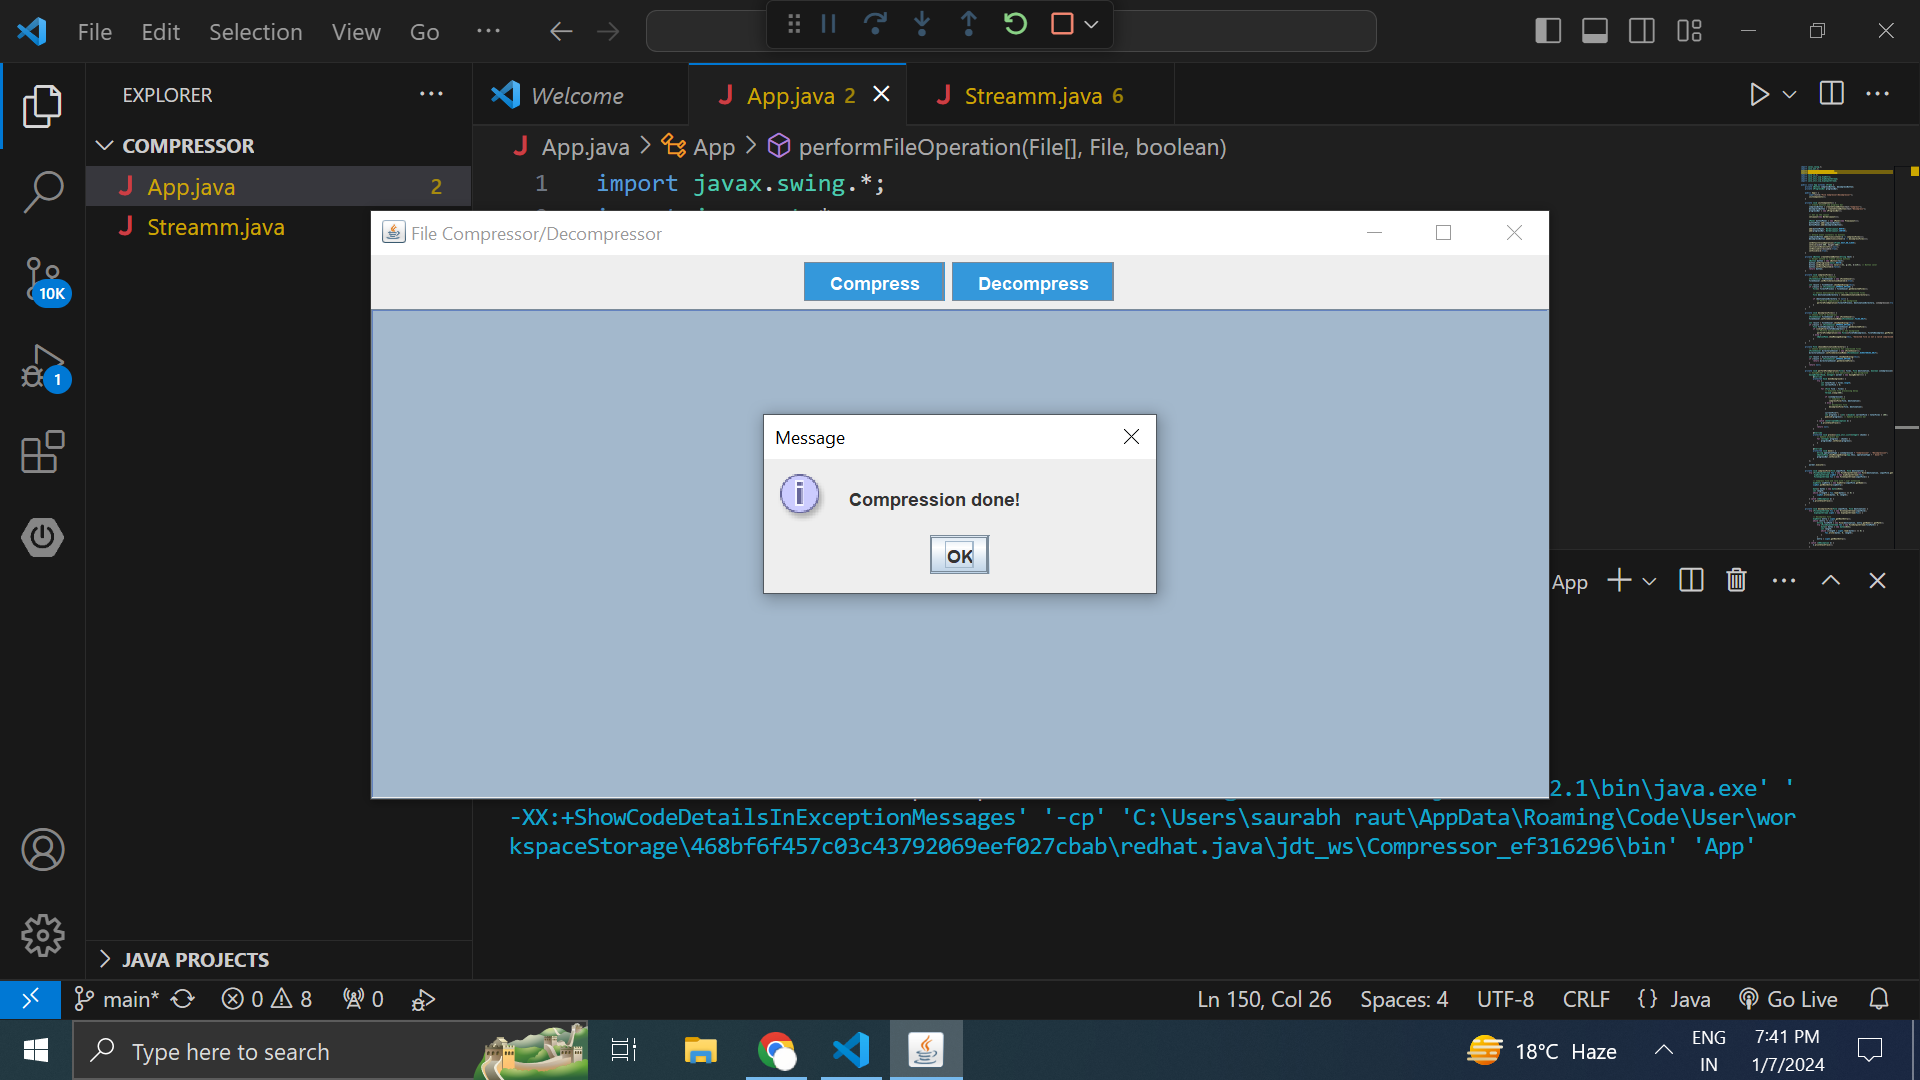 File Edit Selection View Go ...
EXPLORER ...
Welcome
App.java 2
Streamm.java 6
COMPRESSOR
App.java 2
Streamm.java
App.java > App > performFileOperation(File[], File, boolean)
1 import javax.swing.*;
File Compressor/Decompressor
Compress Decompress
10K
1
Message
Compression done!
OK
App
2.1\bin\java.exe' '
-XX:+ShowCodeDetailsInExceptionMessages' '-cp' 'C:\Users\saurabh raut\AppData\Roaming\Code\User\wor
kspaceStorage\468bf6f457c03c43792069eef027cbab\redhat.java\jdt_ws\Compressor_ef316296\bin' 'App'
JAVA PROJECTS
main* 0 8 0 Ln 150, Col 26 Spaces: 4 UTF-8 CRLF {} Java Go Live
Type here to search
18°C Haze
ENG
IN
7:41 PM
1/7/2024